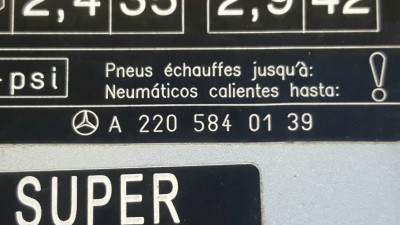 2,4 35 2,9 42
-psi
Pneus échauffes jusqu'à: !
Neumáticos calientes hasta:
A 220 584 01 39
SUPER